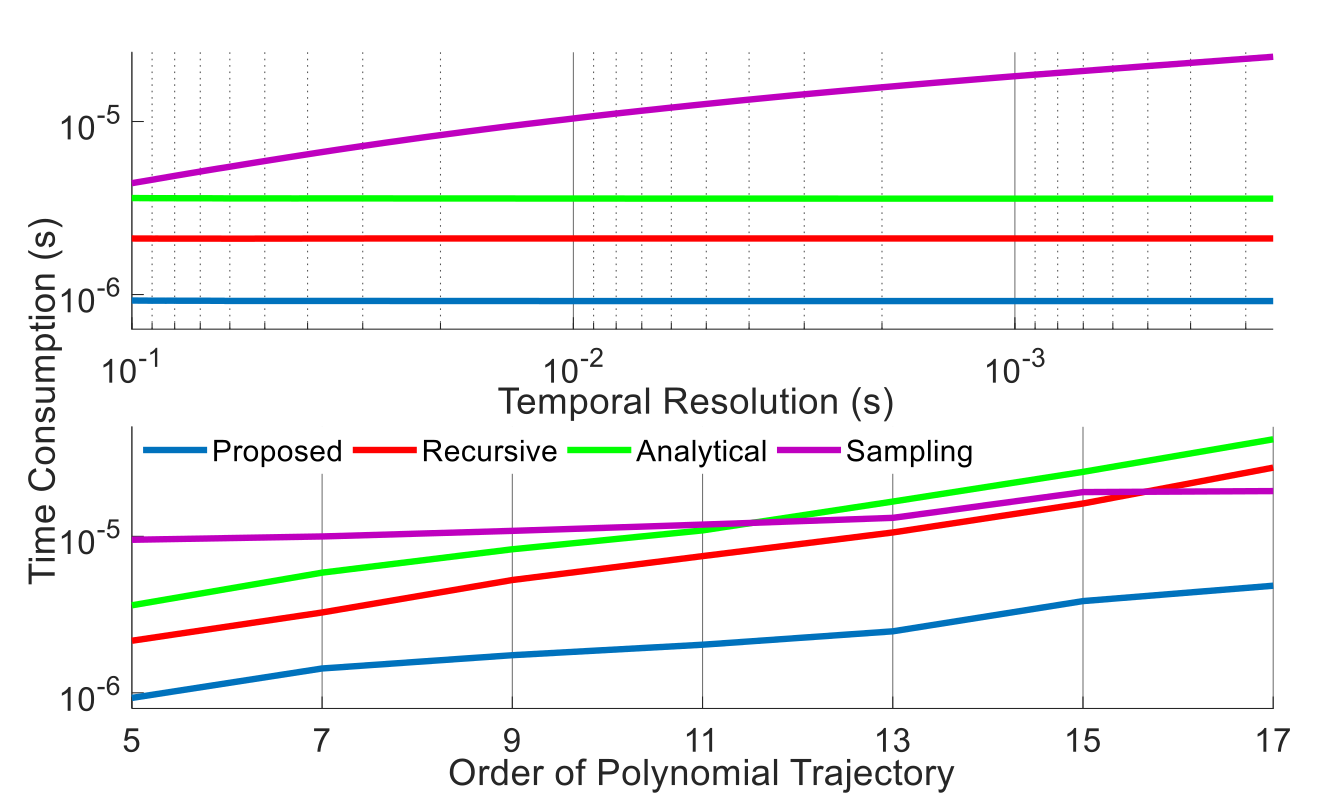 10^-5
10^-6
10^-1 10^-2 10^-3
Temporal Resolution (s)
Time Consumption (s)
Proposed Recursive Analytical Sampling
10^-5
10^-6
5 7 9 11 13 15 17
Order of Polynomial Trajectory